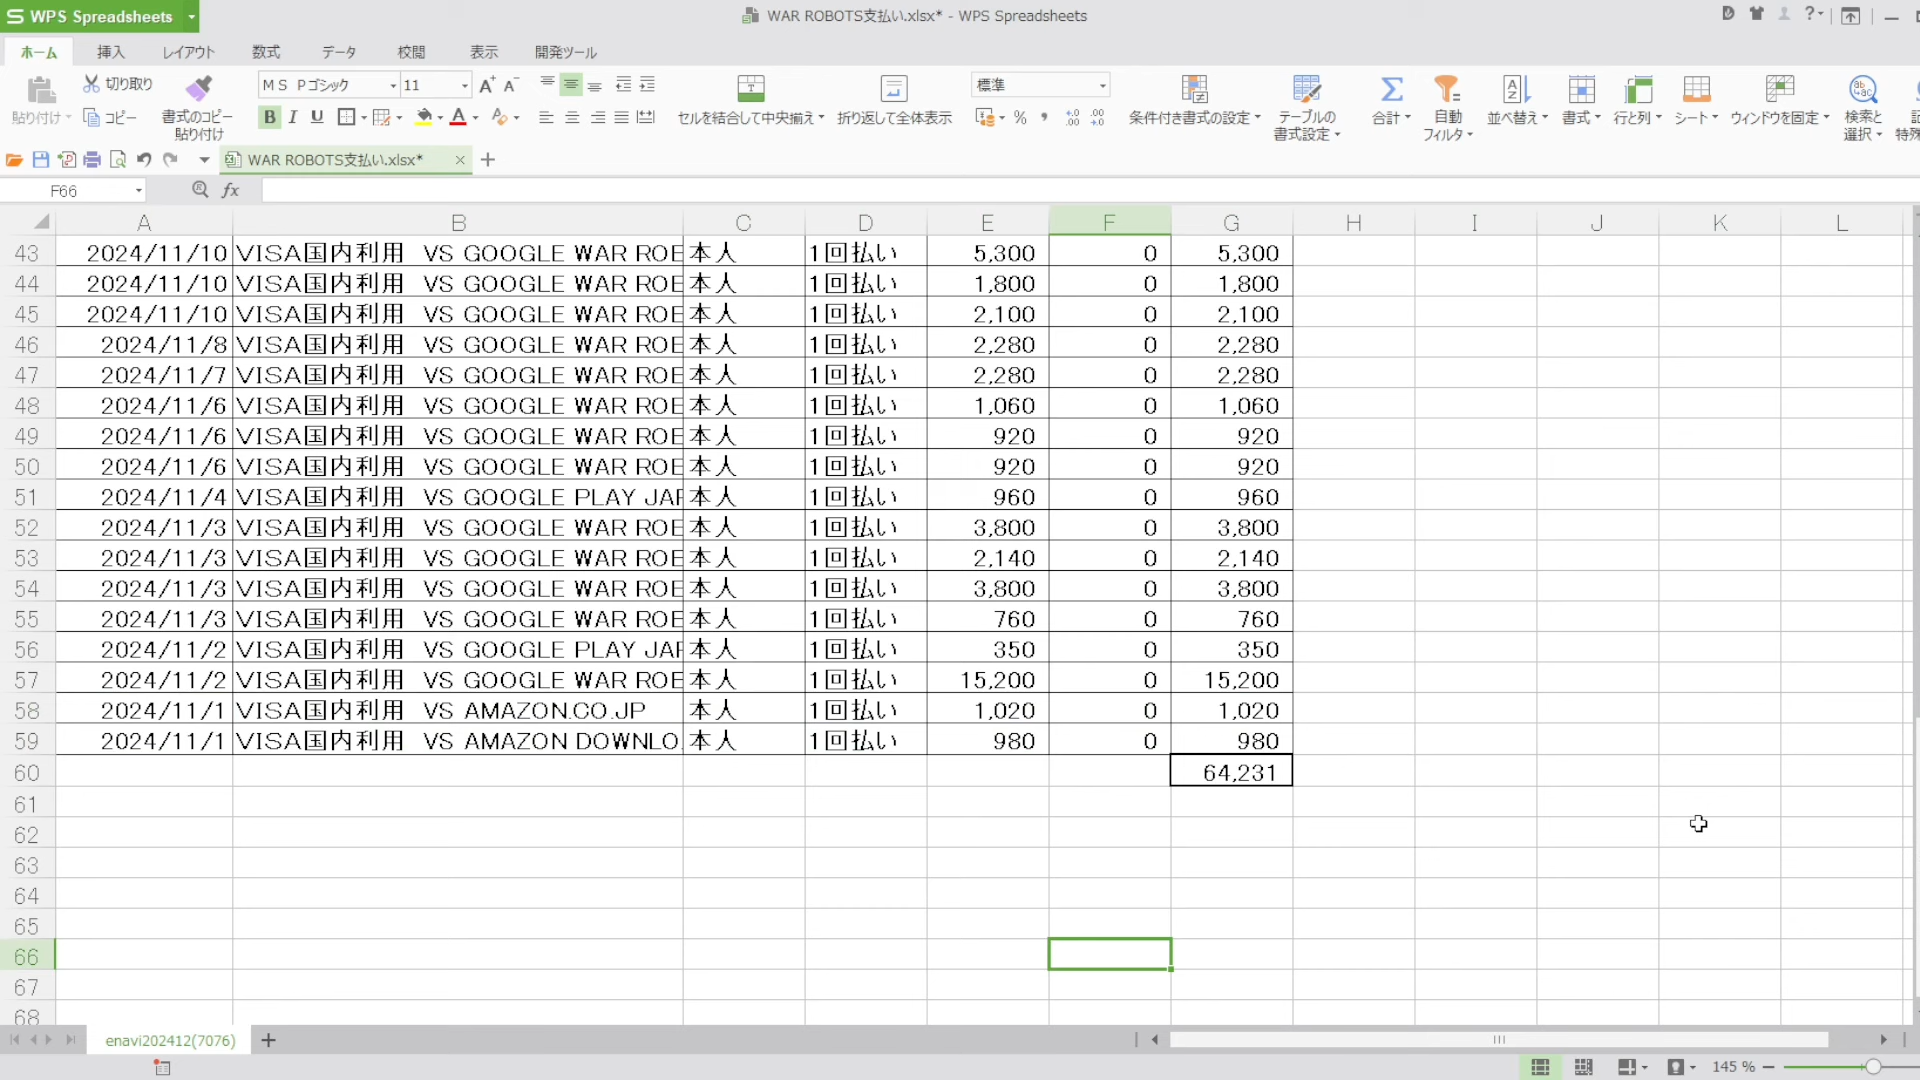 WPS Spreadsheets
WAR ROBOTS支払い.xlsx* - WPS Spreadsheets
ホーム 挿入 レイアウト 数式 データ 校閲 表示 開発ツール
貼り付け 切り取り コピー 書式のコピー 貼り付け
ＭＳ Ｐゴシック 11
B I U A
セルを結合して中央揃え 折り返して全体表示
標準
条件付き書式の設定 テーブルの書式設定 合計 自動フィルタ 並べ替え 書式 行と列 シート ウィンドウを固定 検索と選択
WAR ROBOTS支払い.xlsx*
F66 fx
A B C D E F G H I J K L
43 2024/11/10 VISA国内利用 VS GOOGLE WAR ROB 本人 1回払い 5,300 0 5,300
44 2024/11/10 VISA国内利用 VS GOOGLE WAR ROB 本人 1回払い 1,800 0 1,800
45 2024/11/10 VISA国内利用 VS GOOGLE WAR ROB 本人 1回払い 2,100 0 2,100
46 2024/11/8 VISA国内利用 VS GOOGLE WAR ROB 本人 1回払い 2,280 0 2,280
47 2024/11/7 VISA国内利用 VS GOOGLE WAR ROB 本人 1回払い 2,280 0 2,280
48 2024/11/6 VISA国内利用 VS GOOGLE WAR ROB 本人 1回払い 1,060 0 1,060
49 2024/11/6 VISA国内利用 VS GOOGLE WAR ROB 本人 1回払い 920 0 920
50 2024/11/6 VISA国内利用 VS GOOGLE WAR ROB 本人 1回払い 920 0 920
51 2024/11/4 VISA国内利用 VS GOOGLE PLAY JAP 本人 1回払い 960 0 960
52 2024/11/3 VISA国内利用 VS GOOGLE WAR ROB 本人 1回払い 3,800 0 3,800
53 2024/11/3 VISA国内利用 VS GOOGLE WAR ROB 本人 1回払い 2,140 0 2,140
54 2024/11/3 VISA国内利用 VS GOOGLE WAR ROB 本人 1回払い 3,800 0 3,800
55 2024/11/3 VISA国内利用 VS GOOGLE WAR ROB 本人 1回払い 760 0 760
56 2024/11/2 VISA国内利用 VS GOOGLE PLAY JAP 本人 1回払い 350 0 350
57 2024/11/2 VISA国内利用 VS GOOGLE WAR ROB 本人 1回払い 15,200 0 15,200
58 2024/11/1 VISA国内利用 VS AMAZON.CO.JP 本人 1回払い 1,020 0 1,020
59 2024/11/1 VISA国内利用 VS AMAZON DOWNLO 本人 1回払い 980 0 980
60 64,231
61
62
63
64
65
66
67
68
enavi202412(7076)
145 %